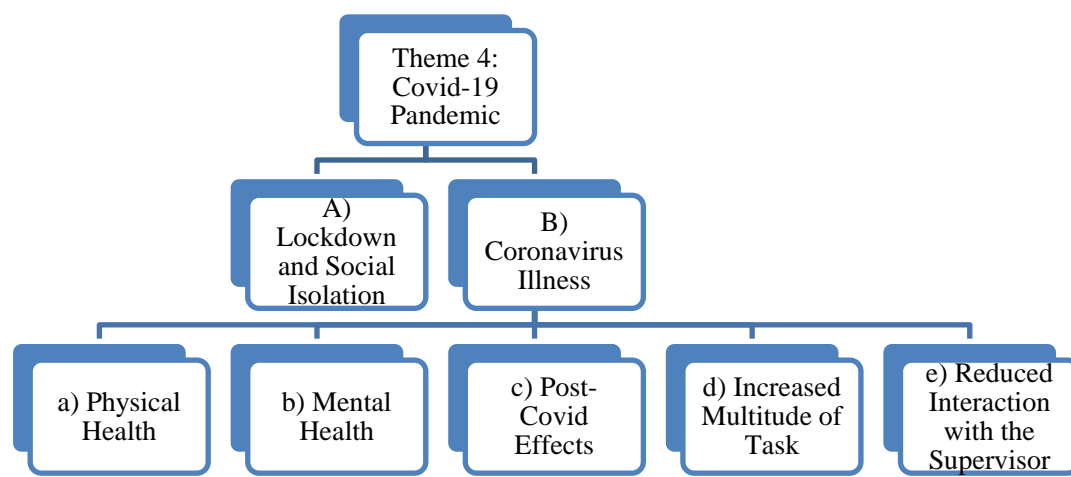 Theme 4:
Covid-19
Pandemic
A)
Lockdown
and Social
Isolation
B)
Coronavirus
Illness
a) Physical
Health
b) Mental
Health
c) Post-
Covid
Effects
d) Increased
Multitude of
Task
e) Reduced
Interaction
with the
Supervisor